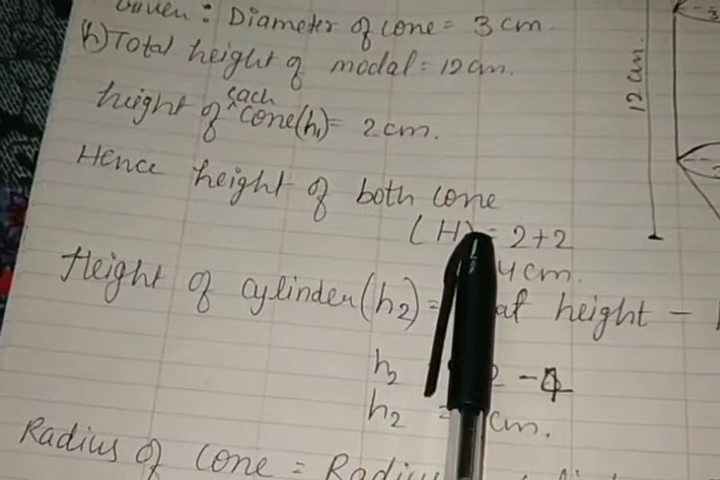 Given: Diameter of cone = 3 cm.
(h) Total height of modal = 12 cm.
height of each cone (h1) = 2 cm.
Hence height of both cone
(H) = 2+2
4 cm.
Height of cylinder (h2) = height -
h2 - 4
h2 cm.
Radius of cone =
12 cm.